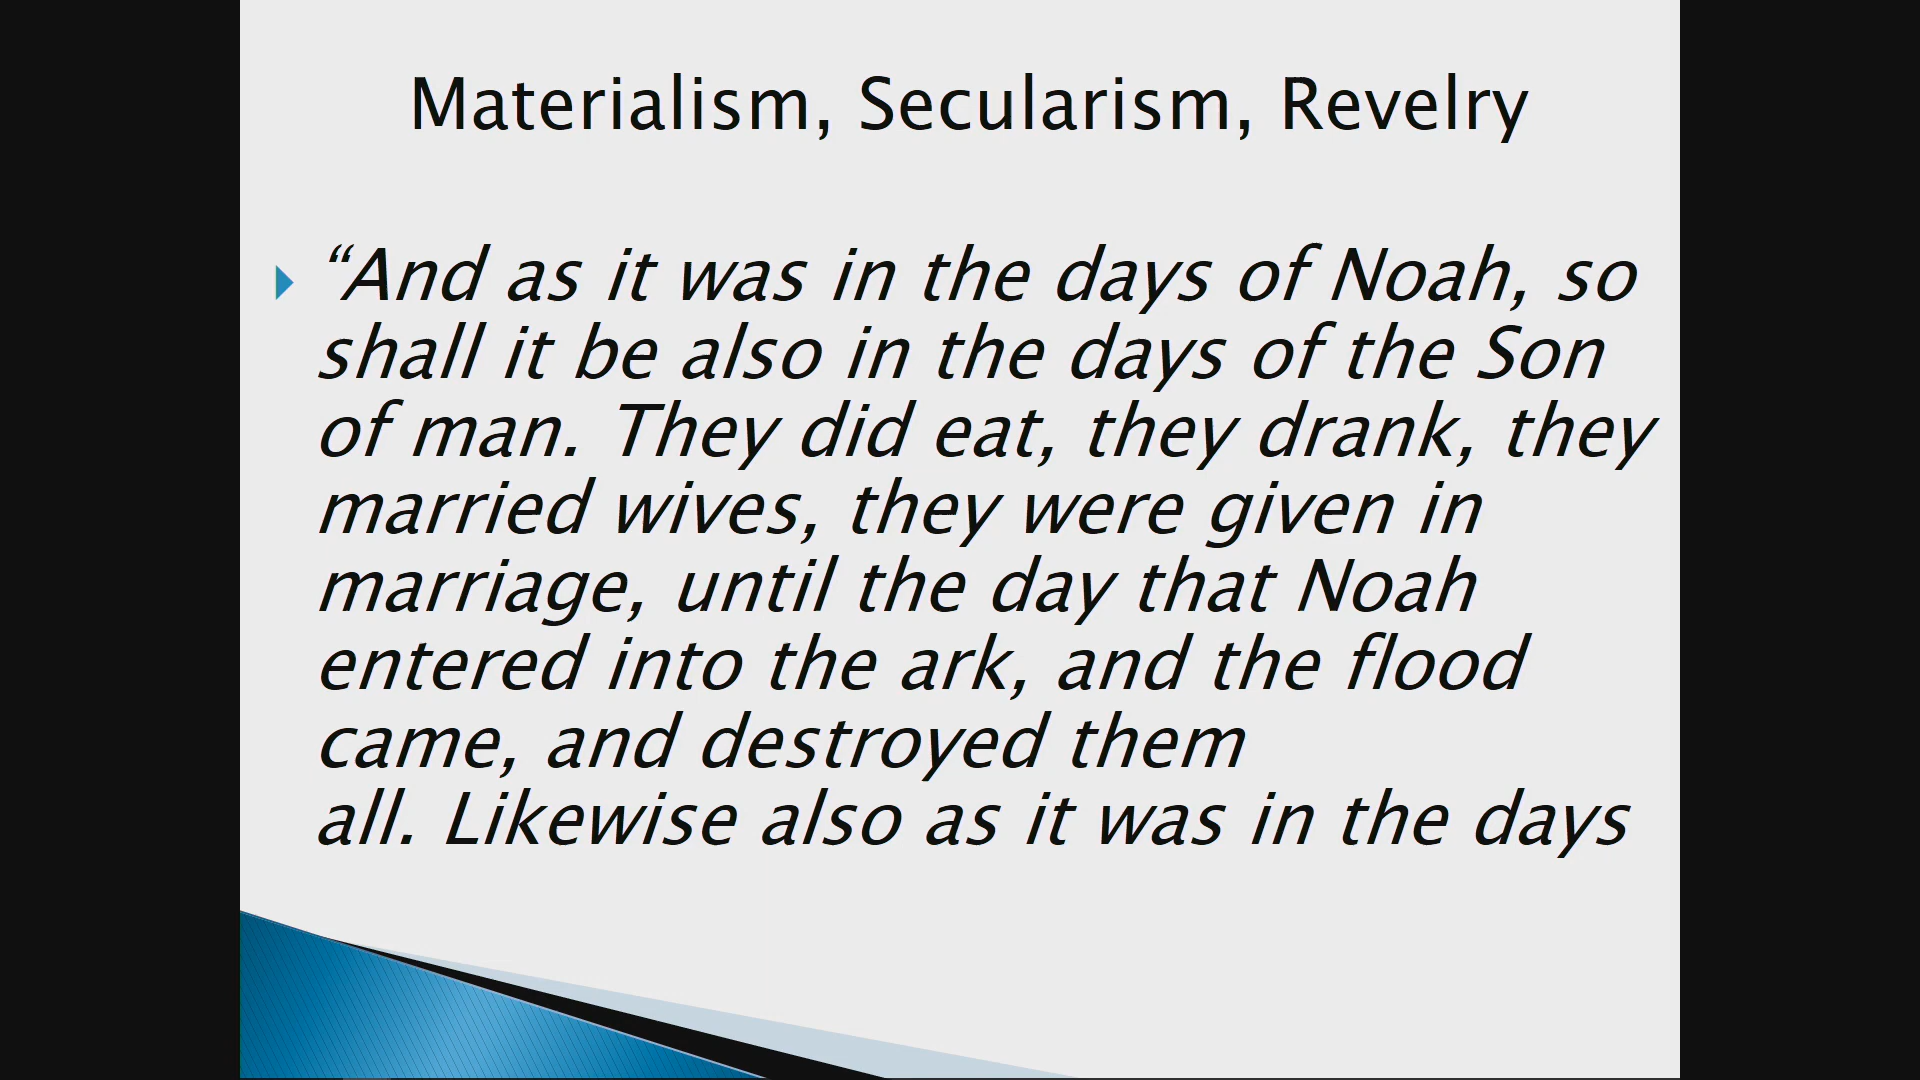 Materialism, Secularism, Revelry
“And as it was in the days of Noah, so
shall it be also in the days of the Son
of man. They did eat, they drank, they
married wives, they were given in
marriage, until the day that Noah
entered into the ark, and the flood
came, and destroyed them
all. Likewise also as it was in the days